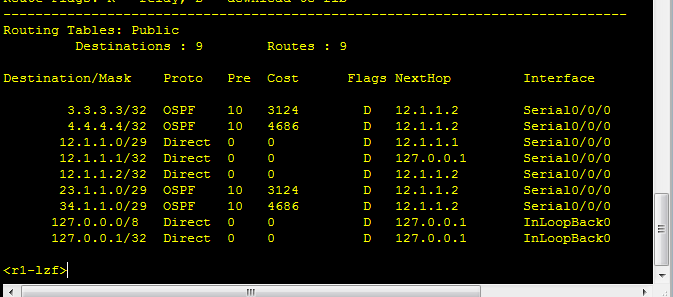 Routing Tables: Public
Destinations : 9 Routes : 9
Destination/Mask Proto Pre Cost Flags NextHop Interface
3.3.3.3/32 OSPF 10 3124 D 12.1.1.2 Serial0/0/0
4.4.4.4/32 OSPF 10 4686 D 12.1.1.2 Serial0/0/0
12.1.1.0/29 Direct 0 0 D 12.1.1.1 Serial0/0/0
12.1.1.1/32 Direct 0 0 D 127.0.0.1 Serial0/0/0
12.1.1.2/32 Direct 0 0 D 12.1.1.2 Serial0/0/0
23.1.1.0/29 OSPF 10 3124 D 12.1.1.2 Serial0/0/0
34.1.1.0/29 OSPF 10 4686 D 12.1.1.2 Serial0/0/0
127.0.0.0/8 Direct 0 0 D 127.0.0.1 InLoopBack0
127.0.0.1/32 Direct 0 0 D 127.0.0.1 InLoopBack0
<r1-lzf>